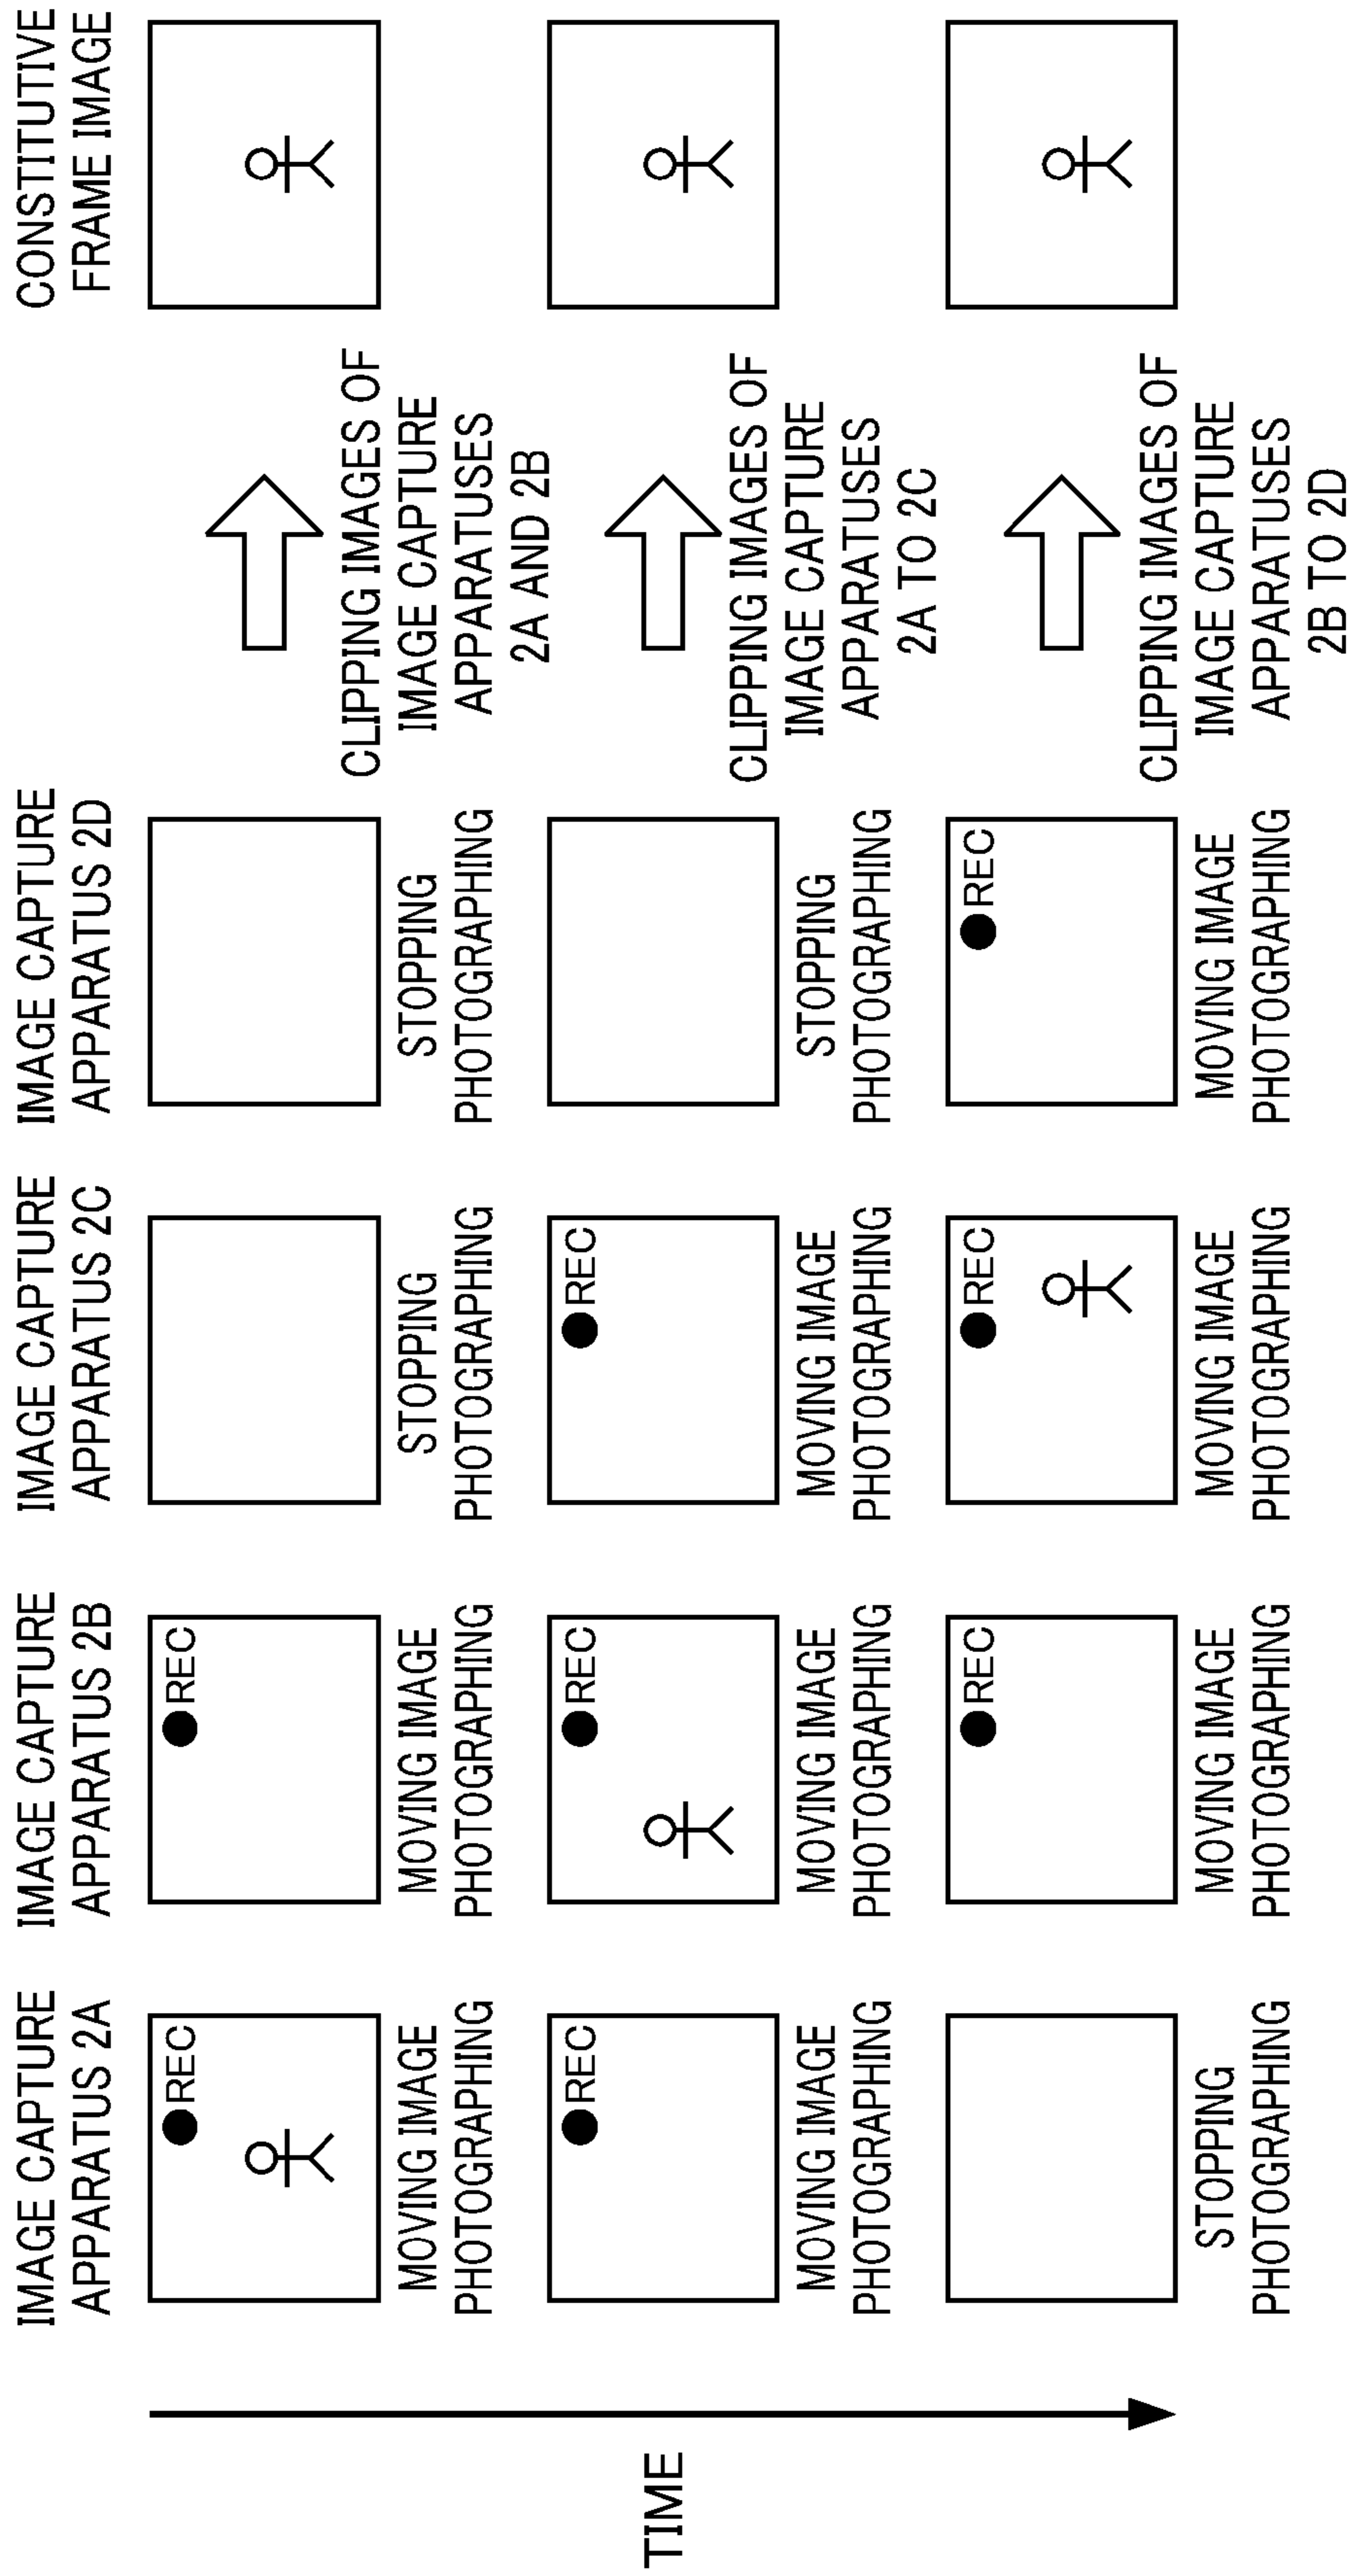 IMAGE CAPTURE
APPARATUS 2A
IMAGE CAPTURE
APPARATUS 2B
IMAGE CAPTURE
APPARATUS 2C
IMAGE CAPTURE
APPARATUS 2D
CONSTITUTIVE
FRAME IMAGE
TIME
REC
MOVING IMAGE
PHOTOGRAPHING
REC
MOVING IMAGE
PHOTOGRAPHING
STOPPING
PHOTOGRAPHING
STOPPING
PHOTOGRAPHING
CLIPPING IMAGES OF
IMAGE CAPTURE
APPARATUSES
2A AND 2B
REC
MOVING IMAGE
PHOTOGRAPHING
REC
MOVING IMAGE
PHOTOGRAPHING
REC
MOVING IMAGE
PHOTOGRAPHING
STOPPING
PHOTOGRAPHING
CLIPPING IMAGES OF
IMAGE CAPTURE
APPARATUSES
2A TO 2C
STOPPING
PHOTOGRAPHING
REC
MOVING IMAGE
PHOTOGRAPHING
REC
MOVING IMAGE
PHOTOGRAPHING
REC
MOVING IMAGE
PHOTOGRAPHING
CLIPPING IMAGES OF
IMAGE CAPTURE
APPARATUSES
2B TO 2D